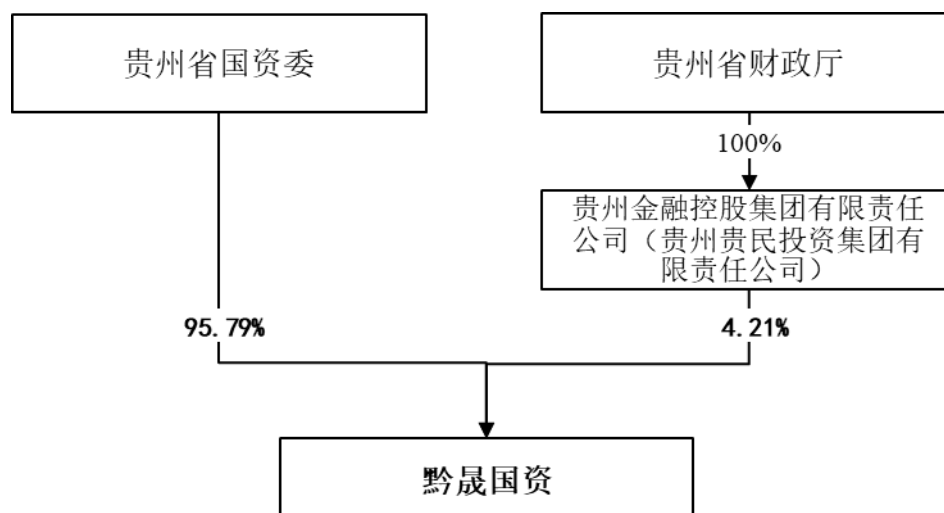 贵州省国资委
贵州省财政厅
100%
贵州金融控股集团有限责任
公司（贵州贵民投资集团有
限责任公司）
95.79%
4.21%
黔晟国资